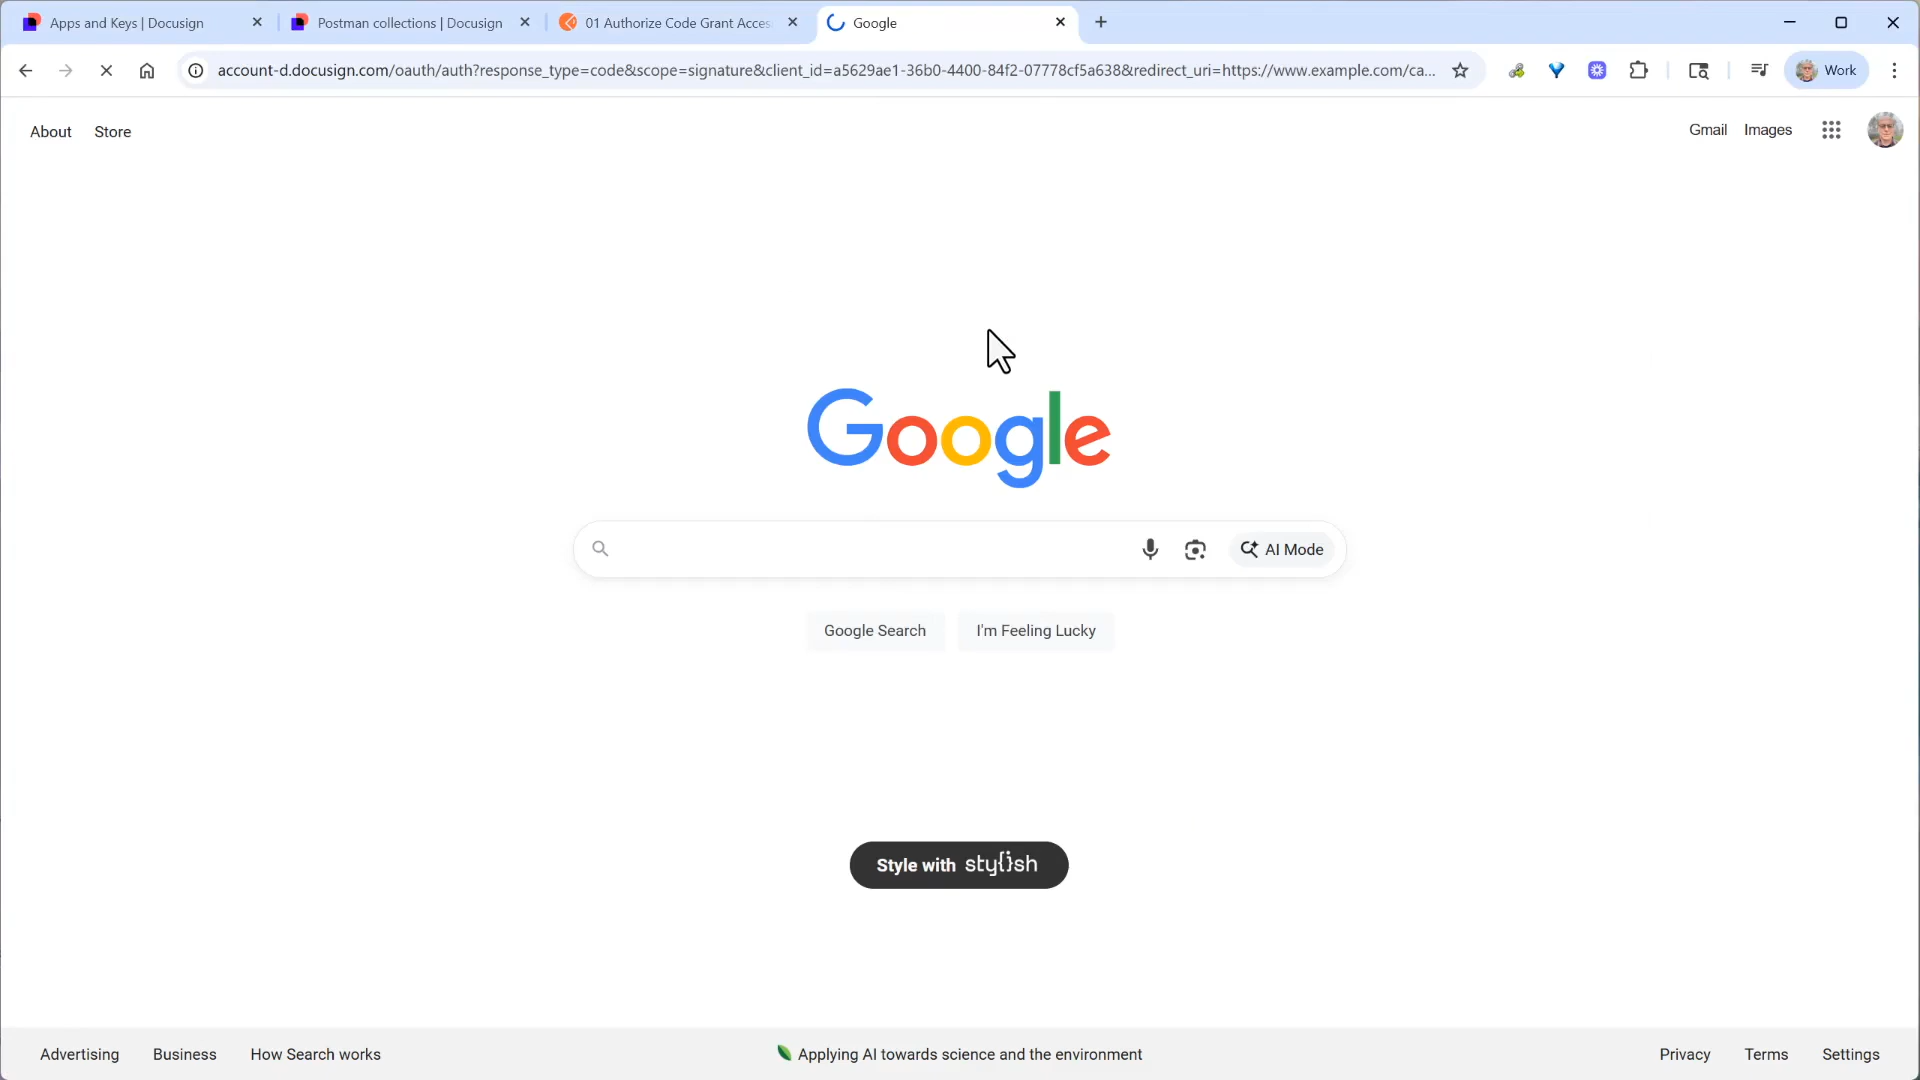 Apps and Keys | Docusign
Postman collections | Docusign
01 Authorize Code Grant Acces
Google
account-d.docusign.com/oauth/auth?response_type=code&scope=signature&client_id=a5629ae1-36b0-4400-84f2-07778cf5a638&redirect_uri=https://www.example.com/ca...
Work
About
Store
Gmail
Images
Google
AI Mode
Google Search
I'm Feeling Lucky
Style with sty{i}sh
Advertising
Business
How Search works
Applying AI towards science and the environment
Privacy
Terms
Settings